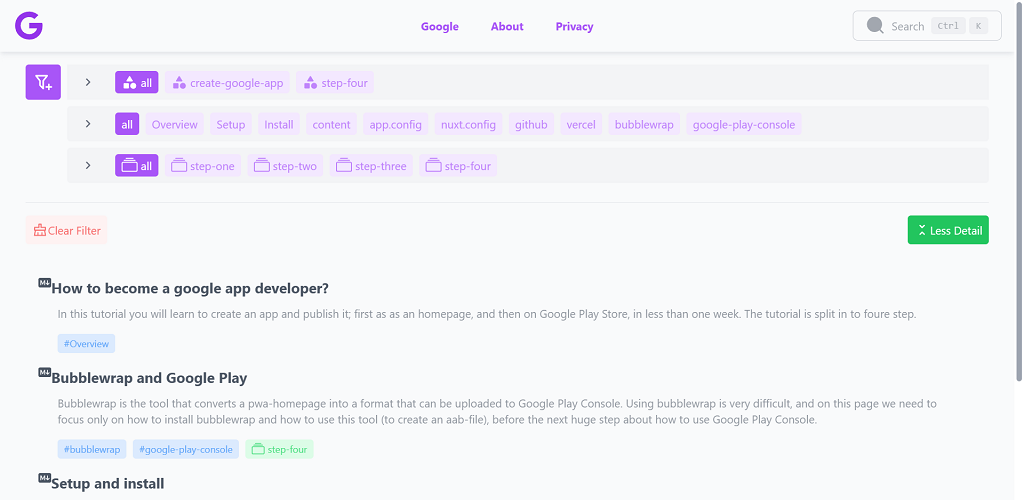 G Google About Privacy Search Ctrl K
all create-google-app step-four
all Overview Setup Install content app.config nuxt.config github vercel bubblewrap google-play-console
all step-one step-two step-three step-four
Clear Filter Less Detail
M↓ How to become a google app developer?
In this tutorial you will learn to create an app and publish it; first as as an homepage, and then on Google Play Store, in less than one week. The tutorial is split in to foure step.
#Overview
M↓ Bubblewrap and Google Play
Bubblewrap is the tool that converts a pwa-homepage into a format that can be uploaded to Google Play Console. Using bubblewrap is very difficult, and on this page we need to
focus only on how to install bubblewrap and how to use this tool (to create an aab-file), before the next huge step about how to use Google Play Console.
#bubblewrap #google-play-console step-four
M↓ Setup and install